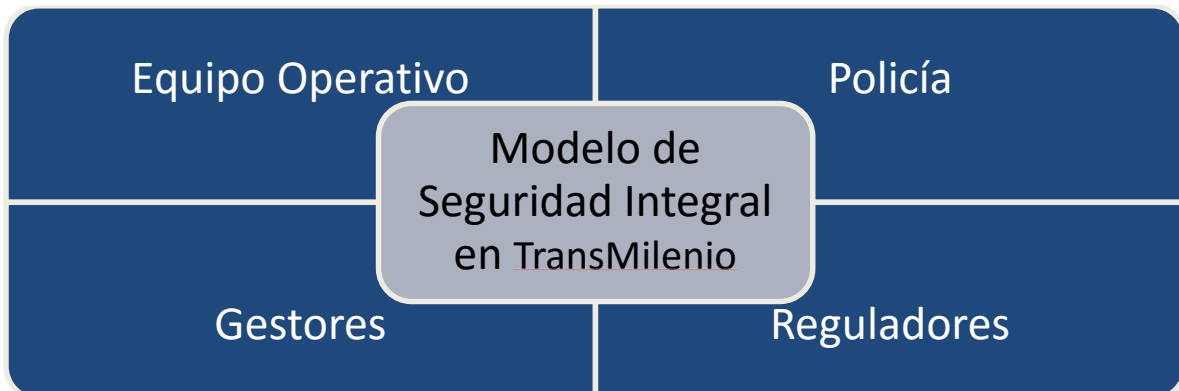 Equipo Operativo
Policía
Modelo de
Seguridad Integral
en TransMilenio
Gestores
Reguladores